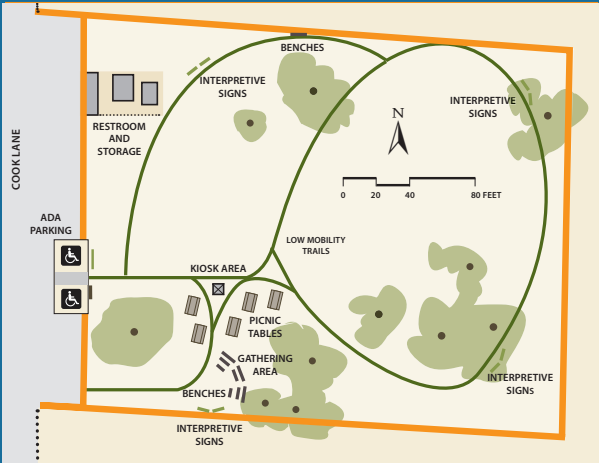 BENCHES
INTERPRETIVE
SIGNS
INTERPRETIVE
SIGNS
N
RESTROOM
AND
STORAGE
COOK LANE
0 20 40 80 FEET
ADA
PARKING
LOW MOBILITY
TRAILS
KIOSK AREA
PICNIC
TABLES
GATHERING
AREA
BENCHES
INTERPRETIVE
SIGNs
INTERPRETIVE
SIGNS